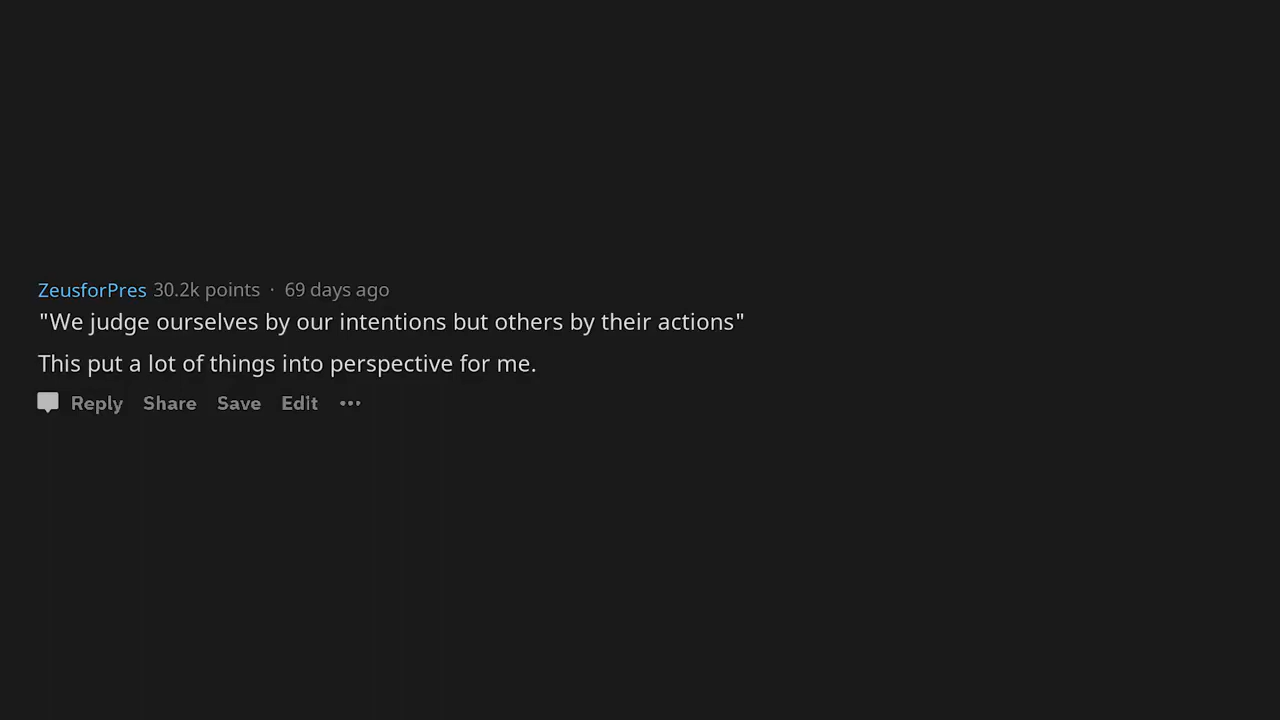 ZeusforPres 30.2k points · 69 days ago
"We judge ourselves by our intentions but others by their actions"
This put a lot of things into perspective for me.
Reply Share Save Edit •••